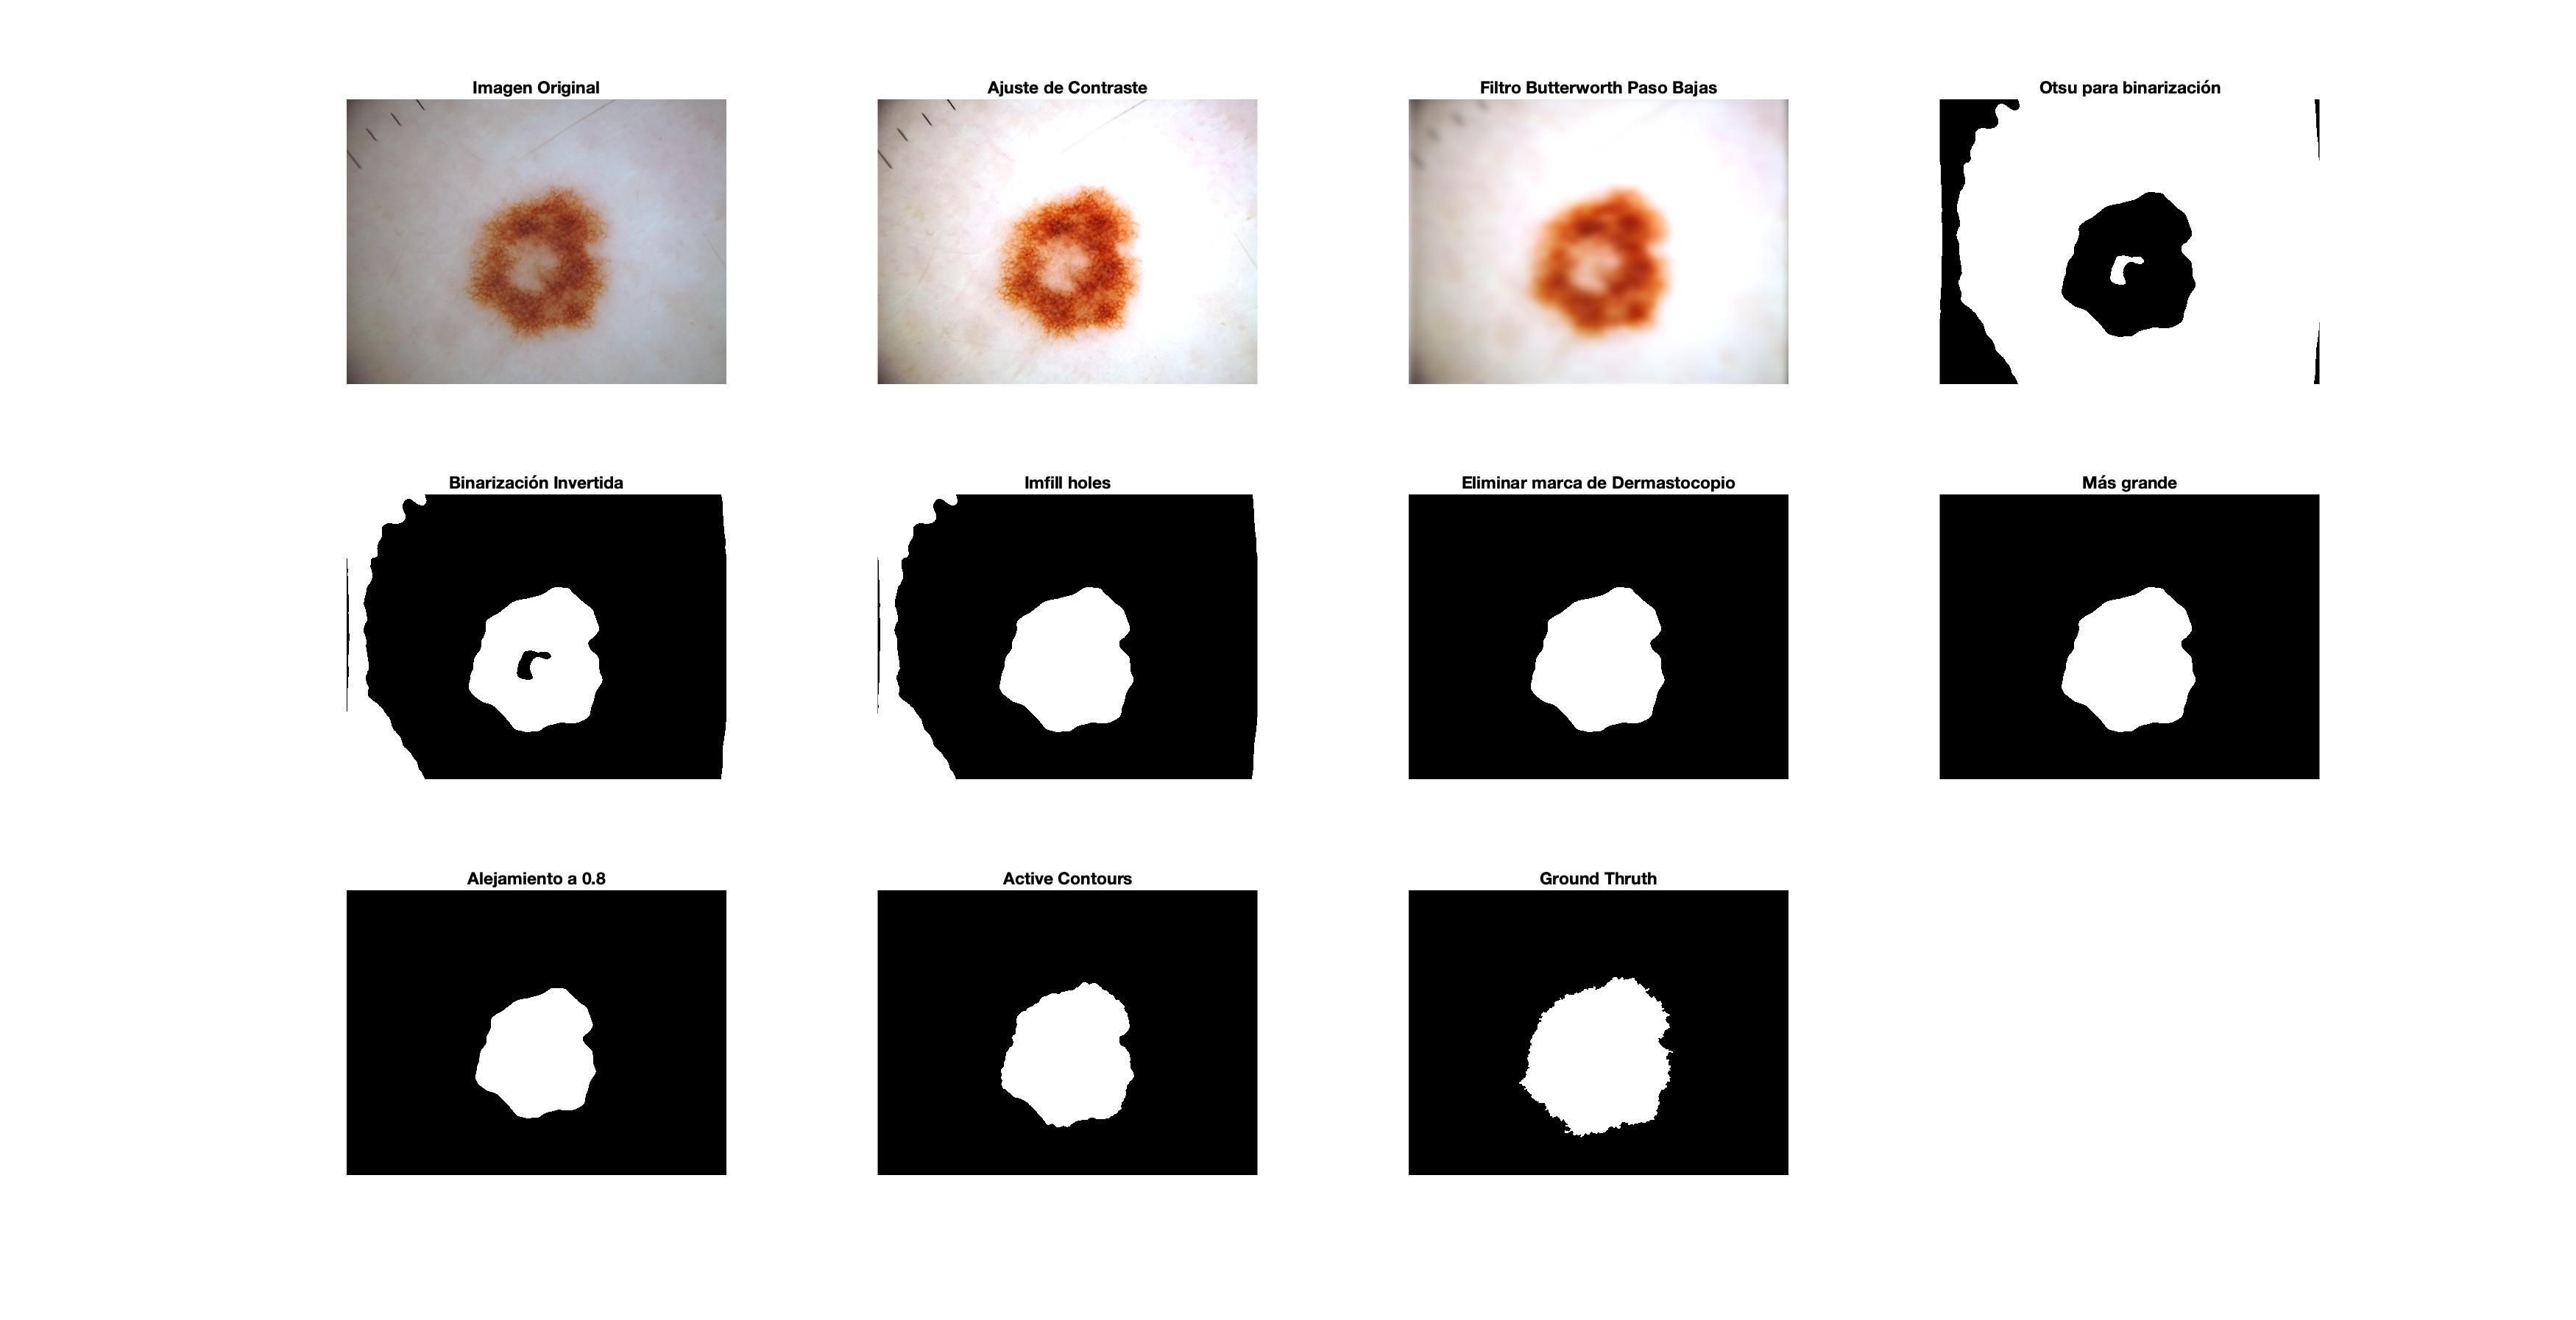 Imagen Original
Ajuste de Contraste
Filtro Butterworth Paso Bajas
Otsu para binarización
Binarización Invertida
Imfill holes
Eliminar marca de Dermastocopio
Más grande
Alejamiento a 0.8
Active Contours
Ground Thruth